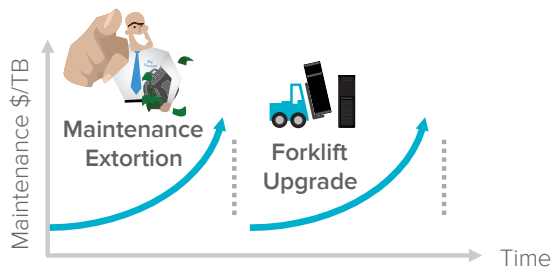 Maintenance $/TB
Maintenance
Extortion
Forklift
Upgrade
Time